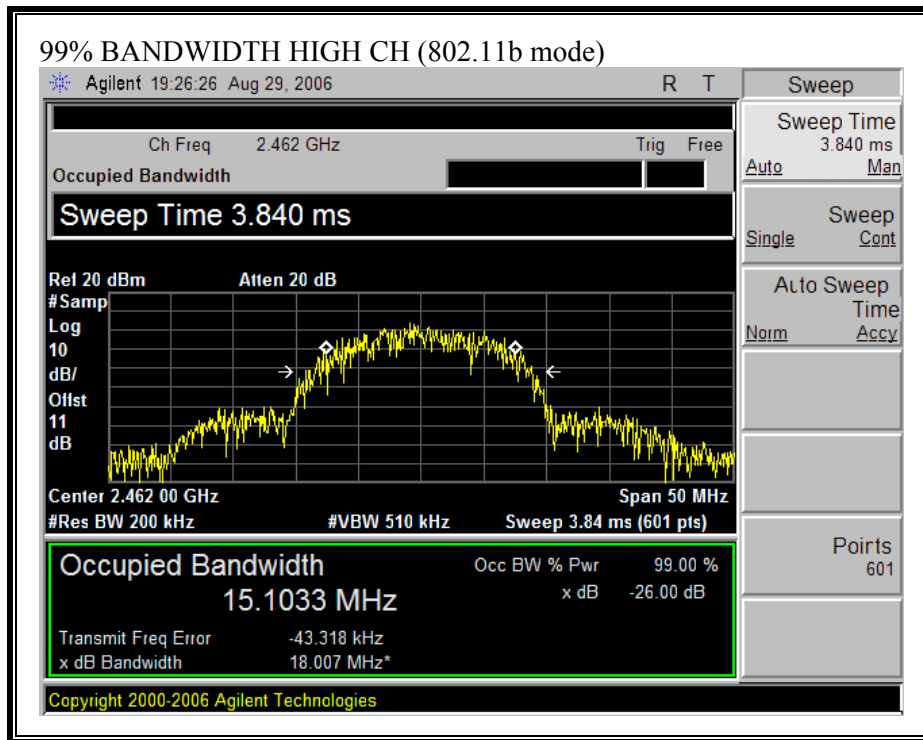 99% BANDWIDTH HIGH CH (802.11b mode)
Agilent 19:26:26 Aug 29, 2006 R T
Sweep
Ch Freq 2.462 GHz Trig Free
Occupied Bandwidth
Sweep Time
3.840 ms
Auto Man
Sweep Time 3.840 ms
Sweep
Single Cont
Ref 20 dBm Atten 20 dB
#Samp
Log
10
dB/
Offst
11
dB
Auto Sweep
Time
Norm Accy
Center 2.462 00 GHz Span 50 MHz
#Res BW 200 kHz #VBW 510 kHz Sweep 3.84 ms (601 pts)
Points
601
Occupied Bandwidth Occ BW % Pwr 99.00 %
15.1033 MHz x dB -26.00 dB
Transmit Freq Error -43.318 kHz
x dB Bandwidth 18.007 MHz*
Copyright 2000-2006 Agilent Technologies